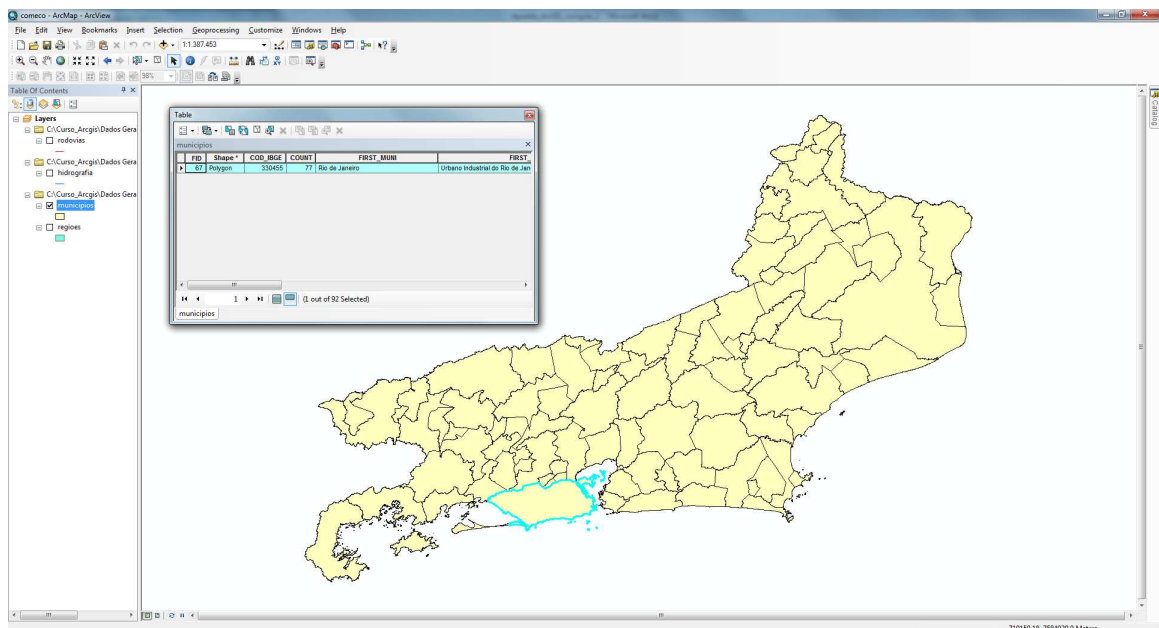 comeco - ArcMap - ArcView
File Edit View Bookmarks Insert Selection Geoprocessing Customize Windows Help
1:1.387.453
98%
Table Of Contents
Layers
C:\Curso_Arcgis\Dados Gera
rodovias
C:\Curso_Arcgis\Dados Gera
hidrografia
C:\Curso_Arcgis\Dados Gera
municipios
regioes
Table
municipios
FID Shape * COD_IBGE COUNT FIRST_MUNI FIRST_
67 Polygon 330455 77 Rio de Janeiro Urbano Industrial do Rio de Jan
1 (1 out of 92 Selected)
municipios
Catalog